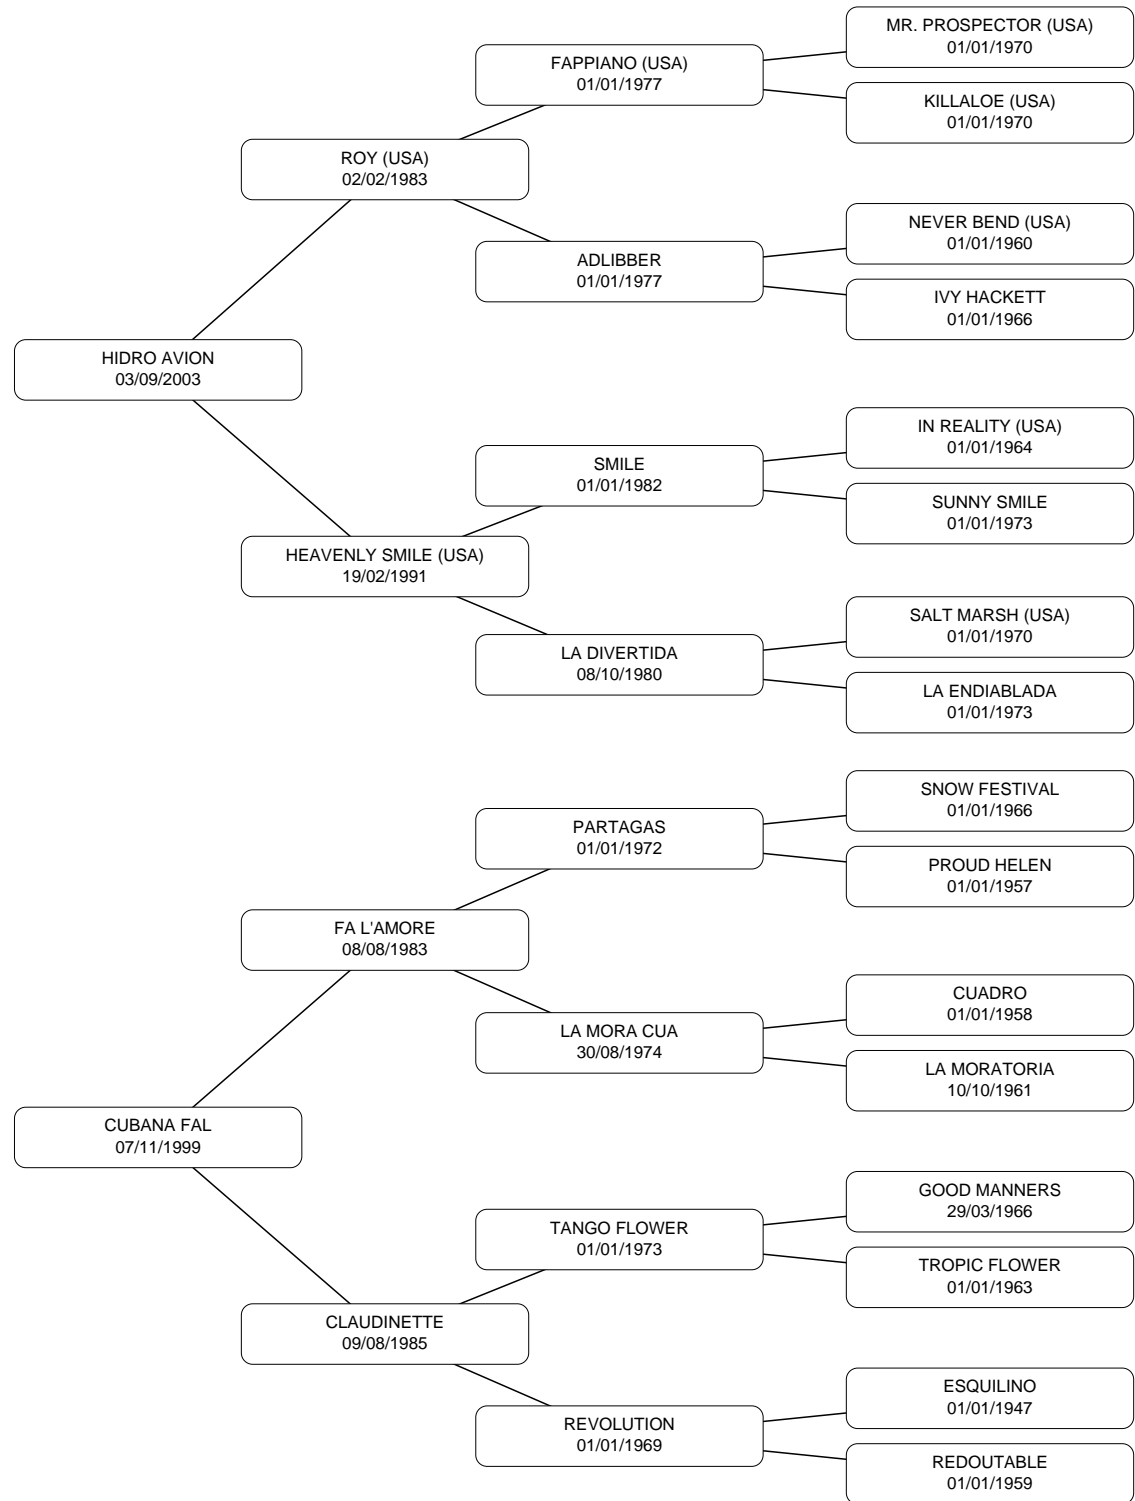 MR. PROSPECTOR (USA)
01/01/1970
FAPPIANO (USA)
01/01/1977
KILLALOE (USA)
01/01/1970
ROY (USA)
02/02/1983
NEVER BEND (USA)
01/01/1960
ADLIBBER
01/01/1977
IVY HACKETT
01/01/1966
HIDRO AVION
03/09/2003
IN REALITY (USA)
01/01/1964
SMILE
01/01/1982
SUNNY SMILE
01/01/1973
HEAVENLY SMILE (USA)
19/02/1991
SALT MARSH (USA)
01/01/1970
LA DIVERTIDA
08/10/1980
LA ENDIABLADA
01/01/1973
SNOW FESTIVAL
01/01/1966
PARTAGAS
01/01/1972
PROUD HELEN
01/01/1957
FA L'AMORE
08/08/1983
CUADRO
01/01/1958
LA MORA CUA
30/08/1974
LA MORATORIA
10/10/1961
CUBANA FAL
07/11/1999
GOOD MANNERS
29/03/1966
TANGO FLOWER
01/01/1973
TROPIC FLOWER
01/01/1963
CLAUDINETTE
09/08/1985
ESQUILINO
01/01/1947
REVOLUTION
01/01/1969
REDOUTABLE
01/01/1959